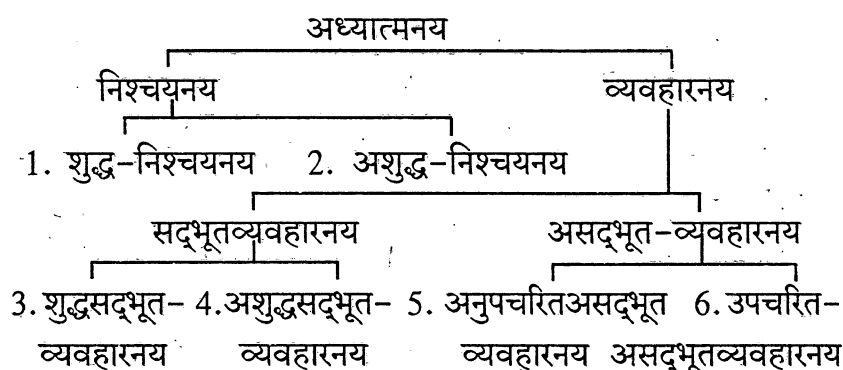 अध्यात्मनय
निश्चयनय व्यवहारनय
1. शुद्ध-निश्चयनय 2. अशुद्ध-निश्चयनय
सद्भूतव्यवहारनय असद्भूत-व्यवहारनय
3. शुद्धसद्भूत- 4. अशुद्धसद्भूत- 5. अनुपचरितअसद्भूत 6. उपचरित-
व्यवहारनय व्यवहारनय व्यवहारनय असद्भूतव्यवहारनय